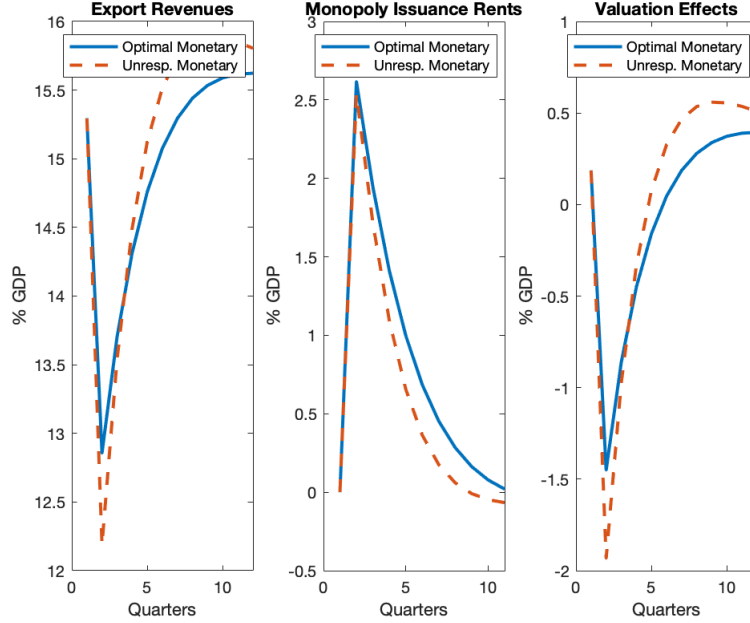 Export Revenues
16
15.5
15
14.5
14
13.5
13
12.5
12
% GDP
0
5
10
Quarters
Optimal Monetary
Unresp. Monetary
Monopoly Issuance Rents
3
2.5
2
1.5
1
0.5
0
-0.5
% GDP
0
5
10
Quarters
Optimal Monetary
Unresp. Monetary
Valuation Effects
1
0.5
0
-0.5
-1
-1.5
-2
% GDP
0
5
10
Quarters
Optimal Monetary
Unresp. Monetary